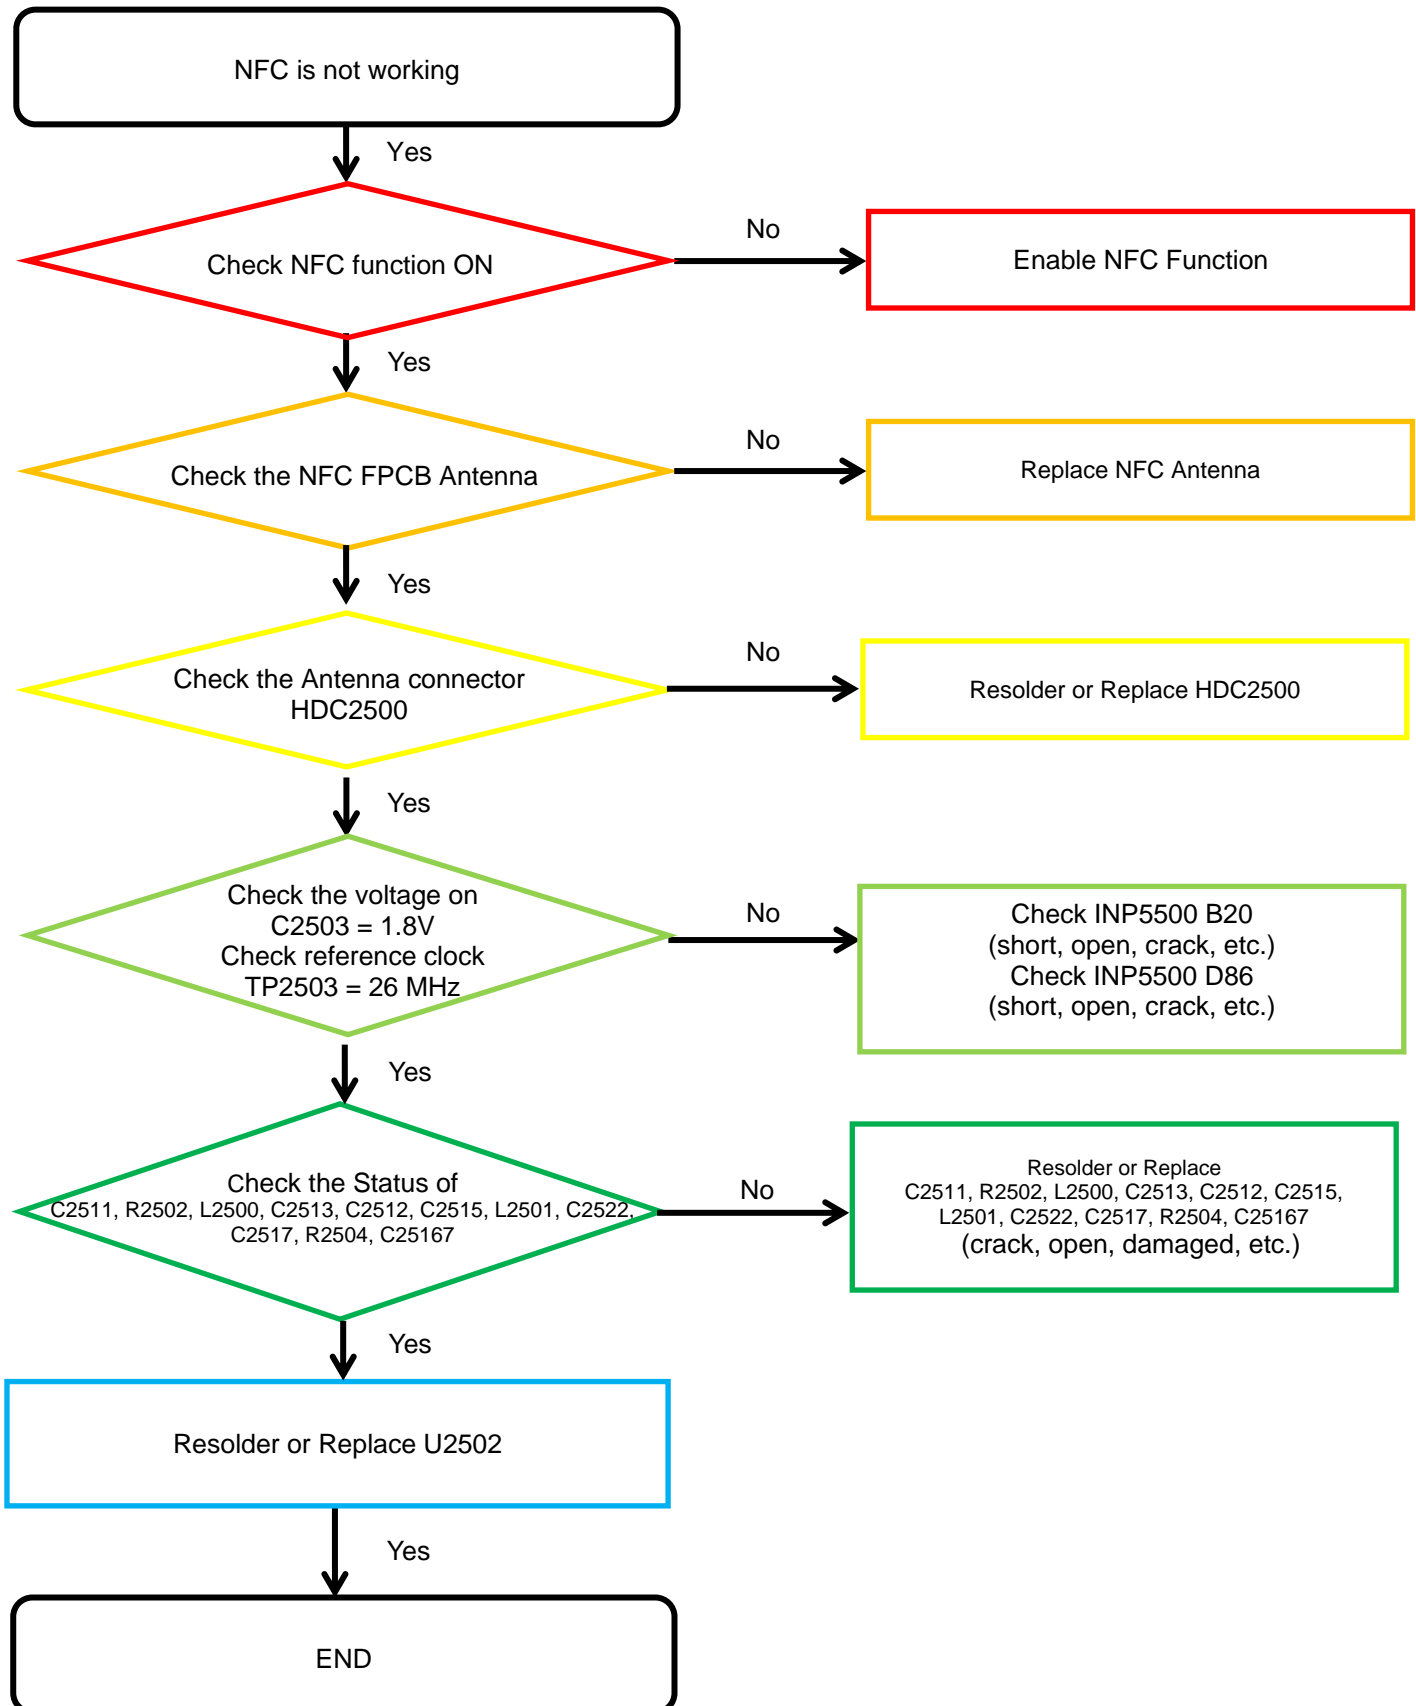 NFC is not working
Yes
Check NFC function ON
No
Enable NFC Function
Yes
Check the NFC FPCB Antenna
No
Replace NFC Antenna
Yes
Check the Antenna connector
HDC2500
No
Resolder or Replace HDC2500
Yes
Check the voltage on
C2503 = 1.8V
Check reference clock
TP2503 = 26 MHz
No
Check INP5500 B20
(short, open, crack, etc.)
Check INP5500 D86
(short, open, crack, etc.)
Yes
Check the Status of
C2511, R2502, L2500, C2513, C2512, C2515, L2501, C2522,
C2517, R2504, C25167
No
Resolder or Replace
C2511, R2502, L2500, C2513, C2512, C2515,
L2501, C2522, C2517, R2504, C25167
(crack, open, damaged, etc.)
Yes
Resolder or Replace U2502
Yes
END